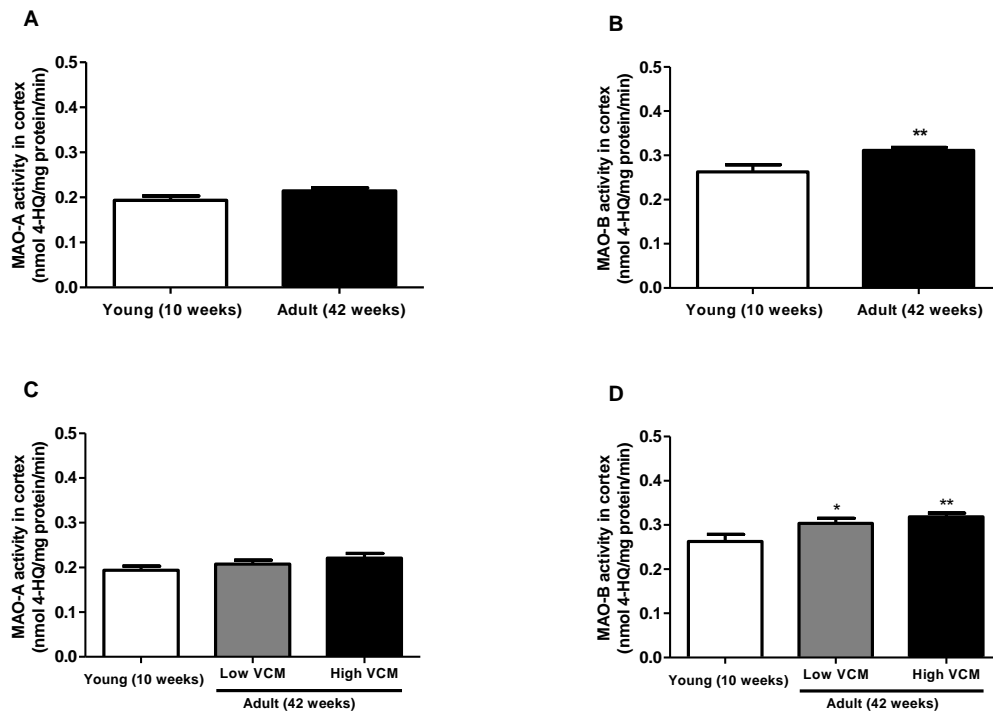 A
MAO-A activity in cortex
(nmol 4-HQ/mg protein/min)
0.5
0.4
0.3
0.2
0.1
0.0
Young (10 weeks) Adult (42 weeks)
B
MAO-B activity in cortex
(nmol 4-HQ/mg protein/min)
0.5
0.4
0.3
0.2
0.1
0.0
**
Young (10 weeks) Adult (42 weeks)
C
MAO-A activity in cortex
(nmol 4-HQ/mg protein/min)
0.5
0.4
0.3
0.2
0.1
0.0
Young (10 weeks) Low VCM High VCM
Adult (42 weeks)
D
MAO-B activity in cortex
(nmol 4-HQ/mg protein/min)
0.5
0.4
0.3
0.2
0.1
0.0
* **
Young (10 weeks) Low VCM High VCM
Adult (42 weeks)